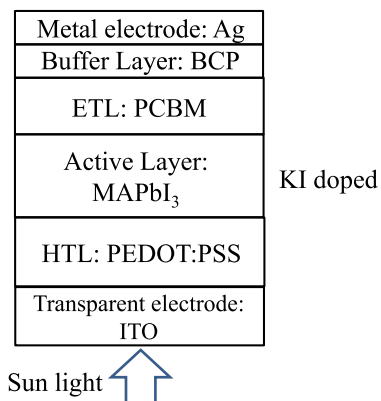 Metal electrode: Ag
Buffer Layer: BCP
ETL: PCBM
Active Layer:
MAPbI₃
KI doped
HTL: PEDOT:PSS
Transparent electrode:
ITO
Sun light